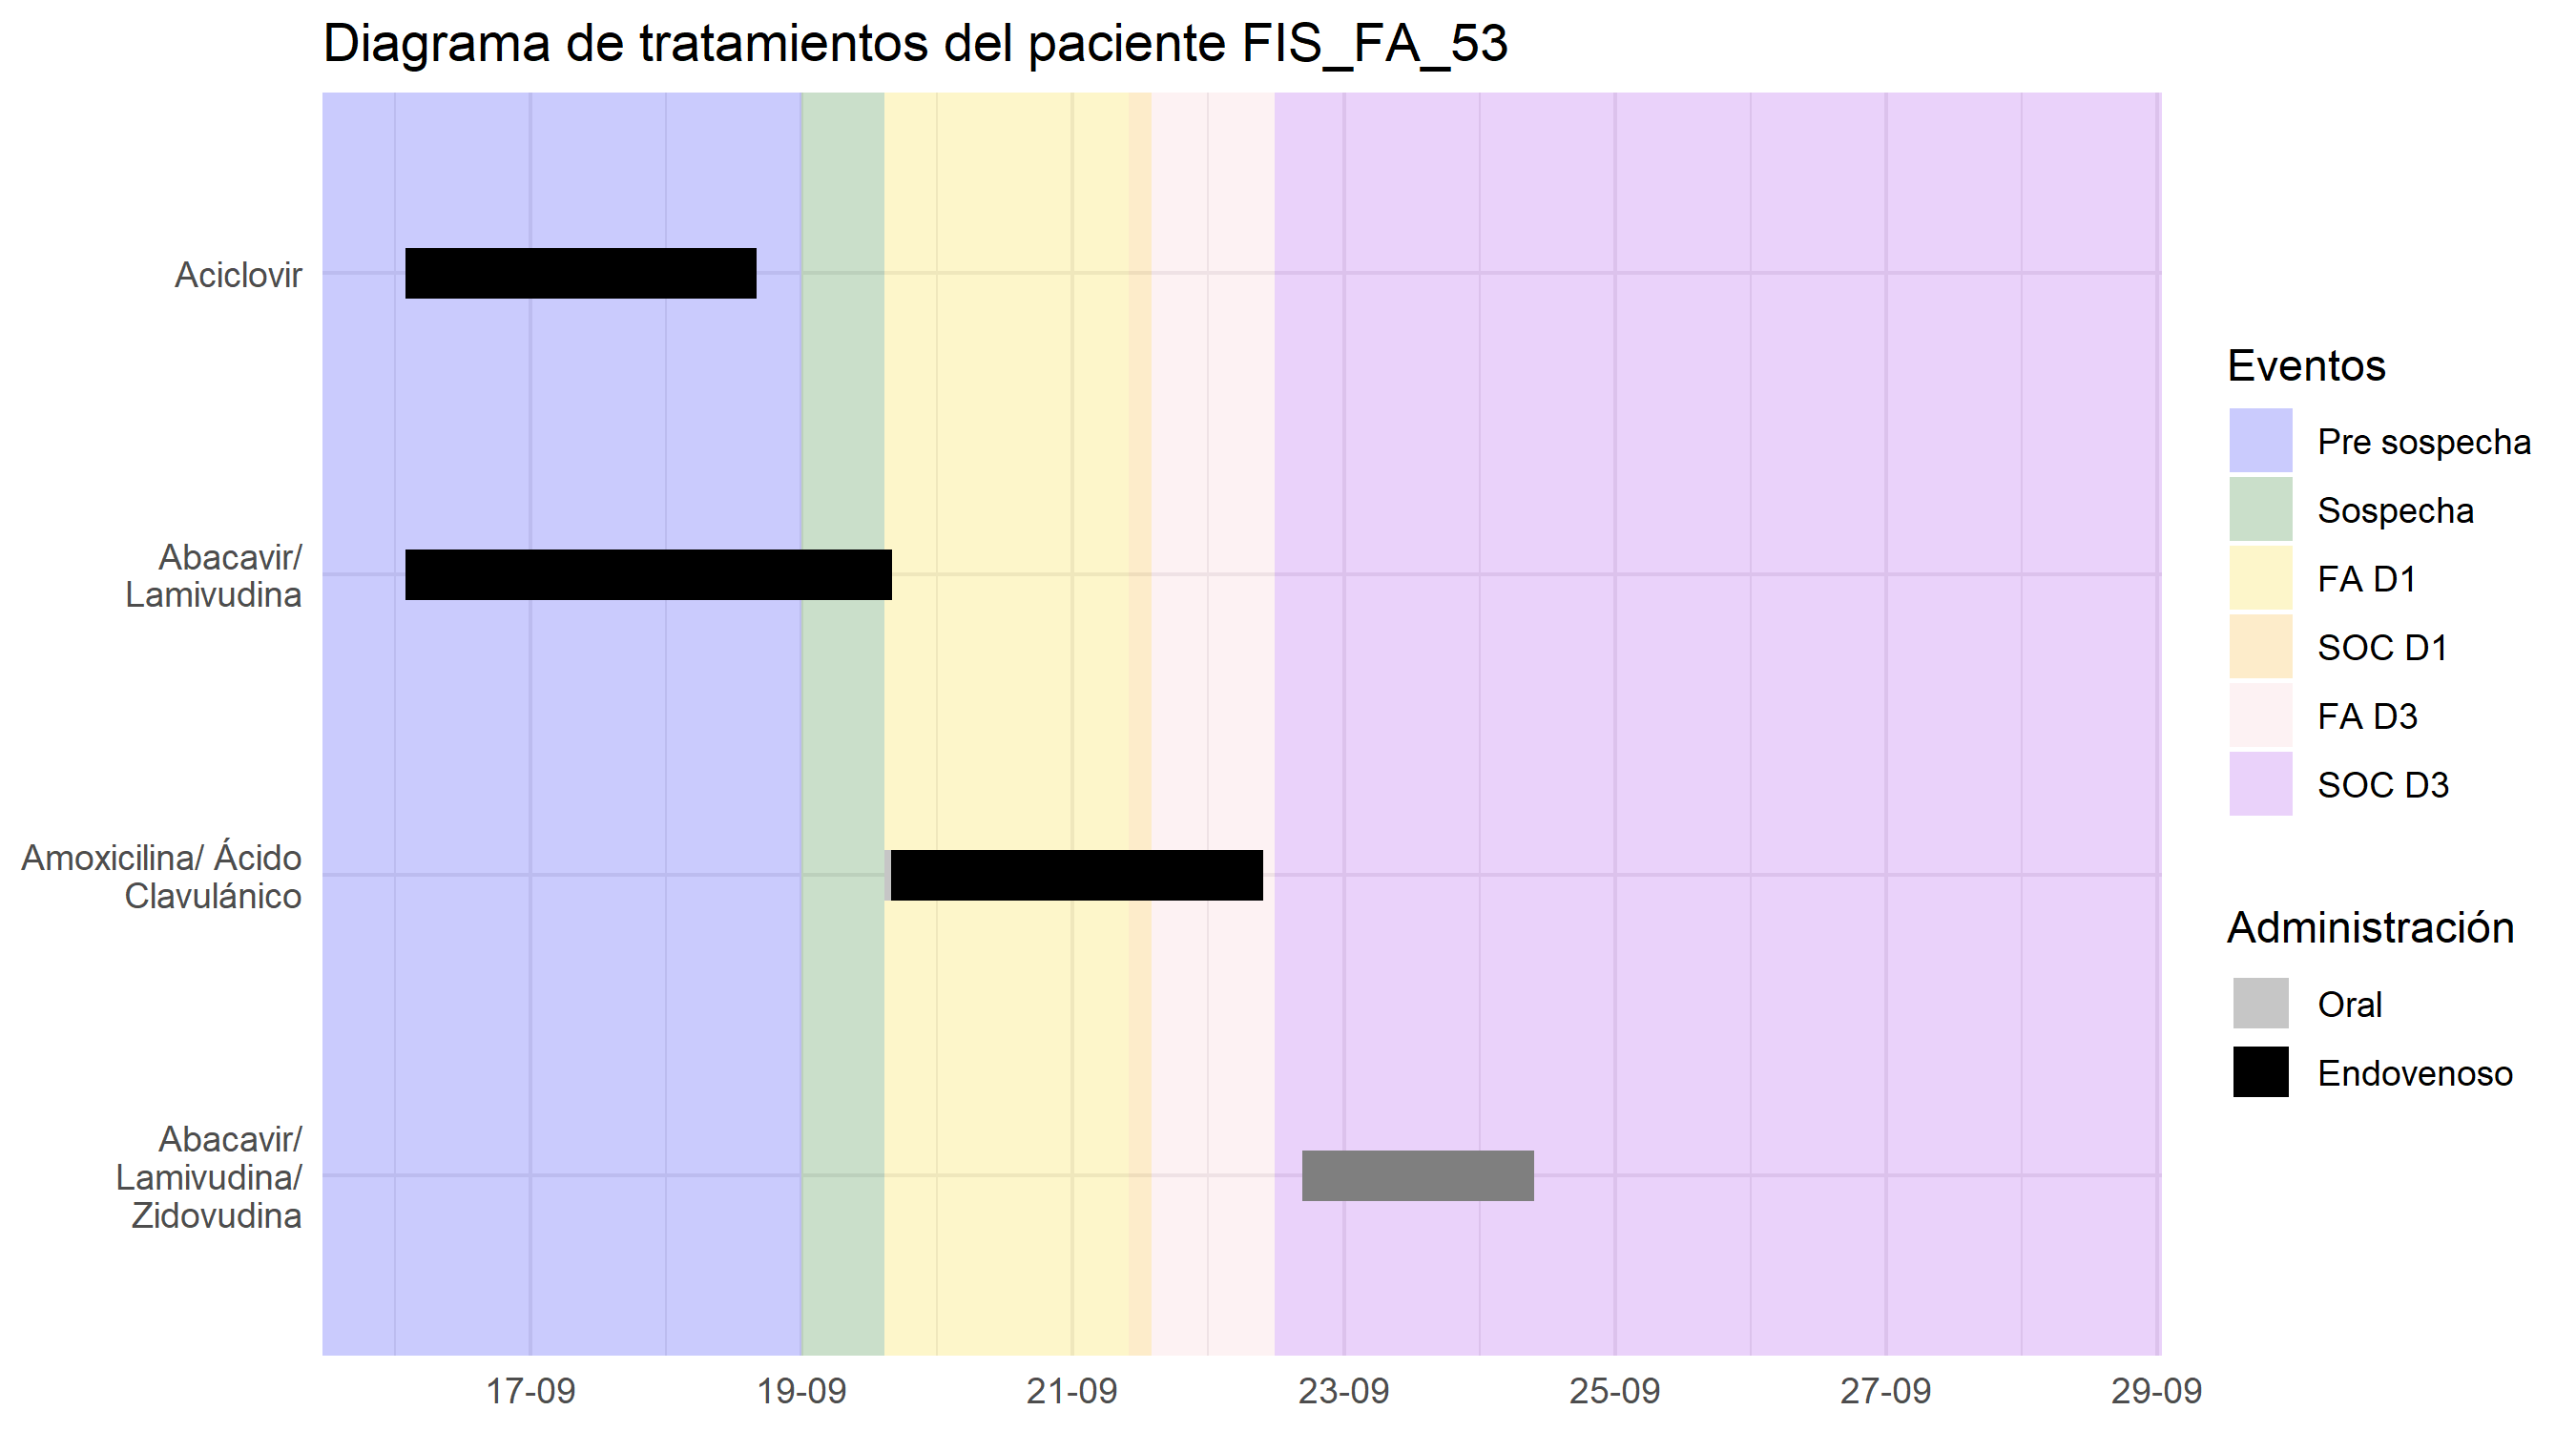 Diagrama de tratamientos del paciente FIS_FA_53
Aciclovir
Abacavir/
Lamivudina
Amoxicilina/ Ácido
Clavulánico
Abacavir/
Lamivudina/
Zidovudina
17-09
19-09
21-09
23-09
25-09
27-09
29-09
Eventos
Pre sospecha
Sospecha
FA D1
SOC D1
FA D3
SOC D3
Administración
Oral
Endovenoso